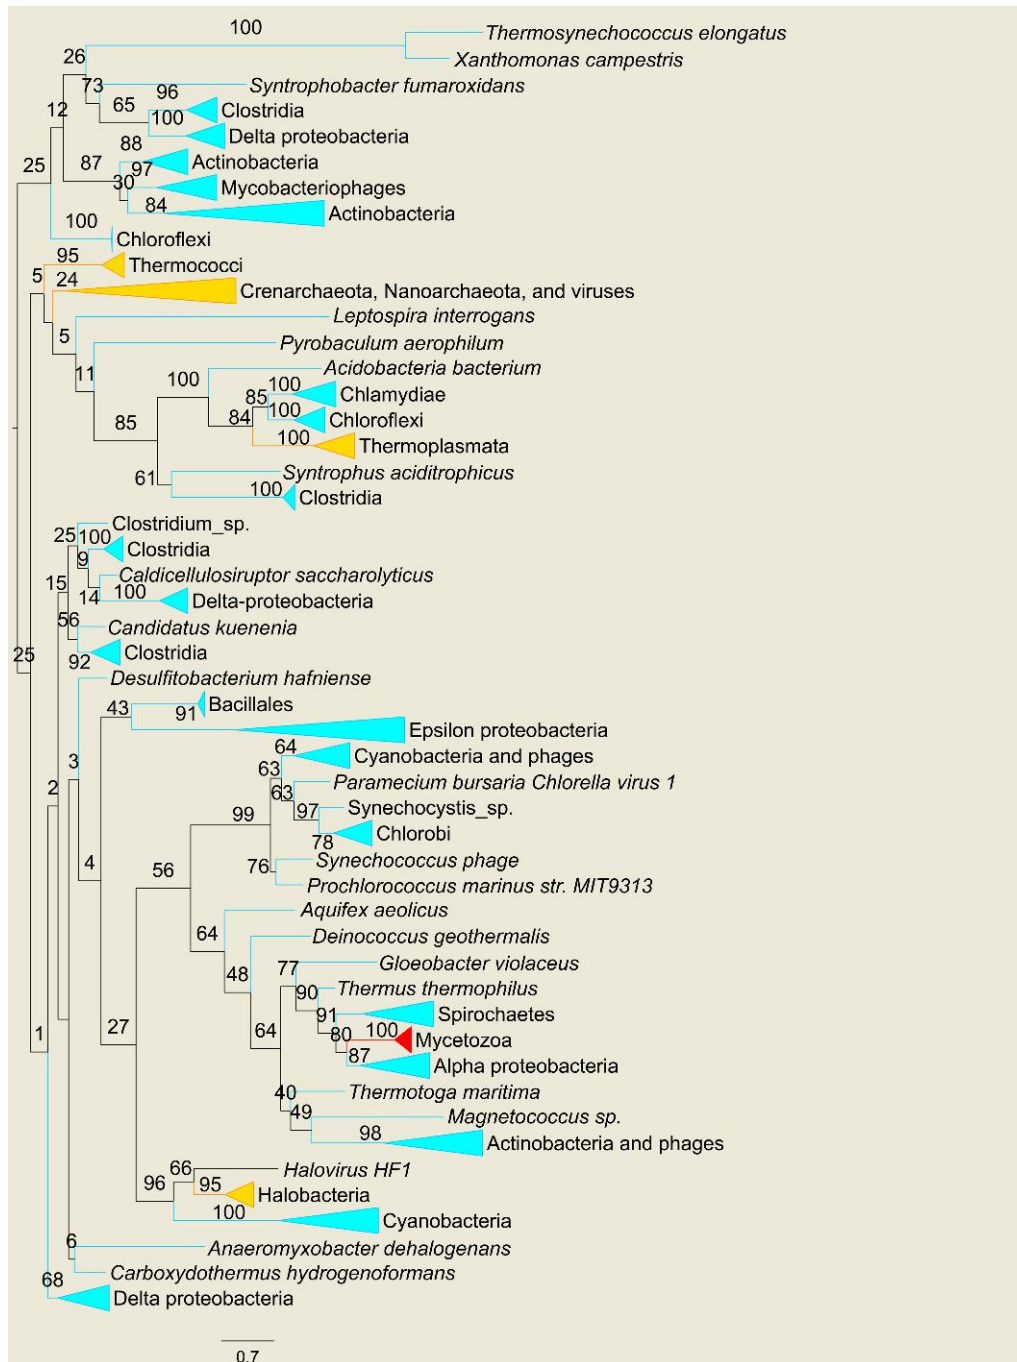 100
Thermosynechococcus elongatus
26
Xanthomonas campestris
73
96
Syntrophobacter fumaroxidans
12
65
100
Clostridia
Delta proteobacteria
88
25
87
97
Actinobacteria
30
Mycobacteriophages
84
Actinobacteria
100
Chloroflexi
95
Thermococci
5
24
Crenarchaeota, Nanoarchaeota, and viruses
Leptospira interrogans
5
Pyrobaculum aerophilum
11
100
Acidobacteria bacterium
85
100
Chlamydiae
84
100
Chloroflexi
85
100
Thermoplasmata
61
Syntrophus aciditrophicus
100
Clostridia
Clostridium_sp.
25
100
Clostridia
9
15
Caldicellulosiruptor saccharolyticus
14
100
Delta-proteobacteria
56
Candidatus kuenenia
25
92
Clostridia
Desulfitobacterium hafniense
43
91
Bacillales
Epsilon proteobacteria
64
3
63
Cyanobacteria and phages
2
63
Paramecium bursaria Chlorella virus 1
99
97
Synechocystis_sp.
78
Chlorobi
4
56
76
Synechococcus phage
Prochlorococcus marinus str. MIT9313
Aquifex aeolicus
64
Deinococcus geothermalis
48
77
Gloeobacter violaceus
90
Thermus thermophilus
91
Spirochaetes
1
27
64
80
100
Mycetozoa
87
Alpha proteobacteria
40
Thermotoga maritima
49
Magnetococcus sp.
98
Actinobacteria and phages
66
Halovirus HF1
96
95
Halobacteria
100
Cyanobacteria
6
Anaeromyxobacter dehalogenans
68
Carboxydothermus hydrogenoformans
Delta proteobacteria
0.7